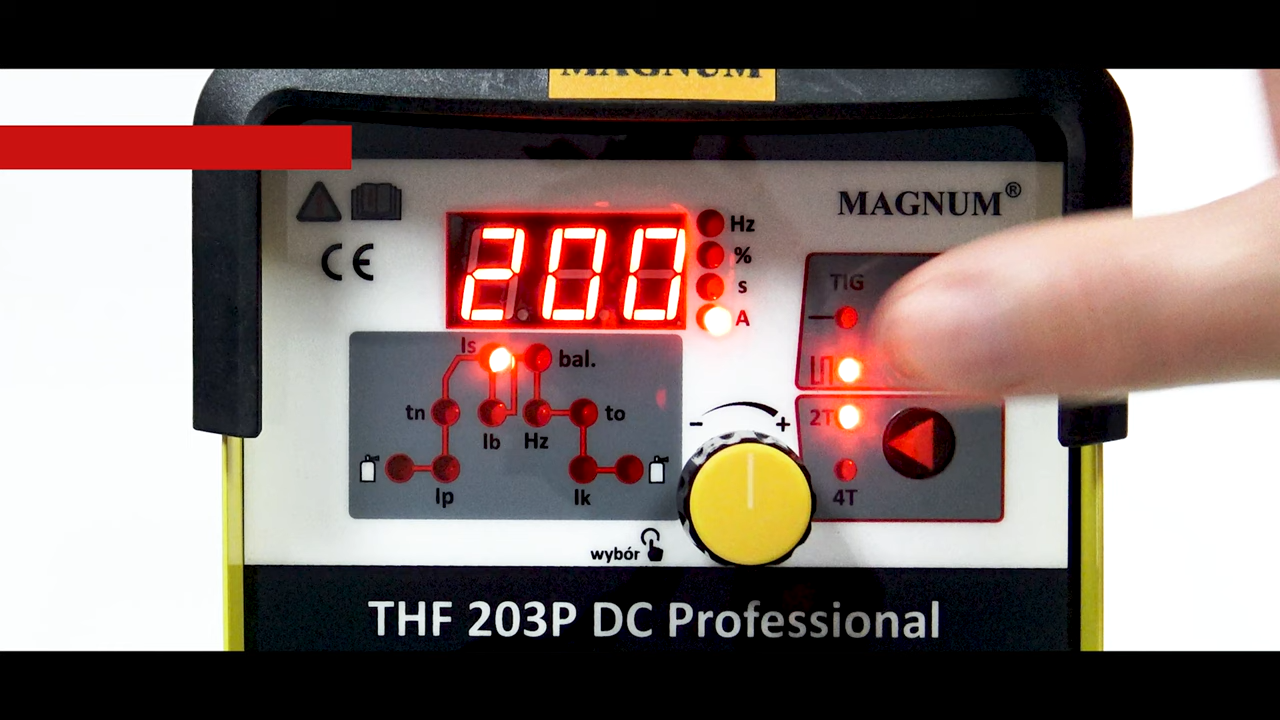 MAGNUM
MAGNUM®
CE
200
Hz
%
s
A
TIG
Is
bal.
tn
to
Ib
Hz
Ip
Ik
- +
2T
4T
wybór
THF 203P DC Professional